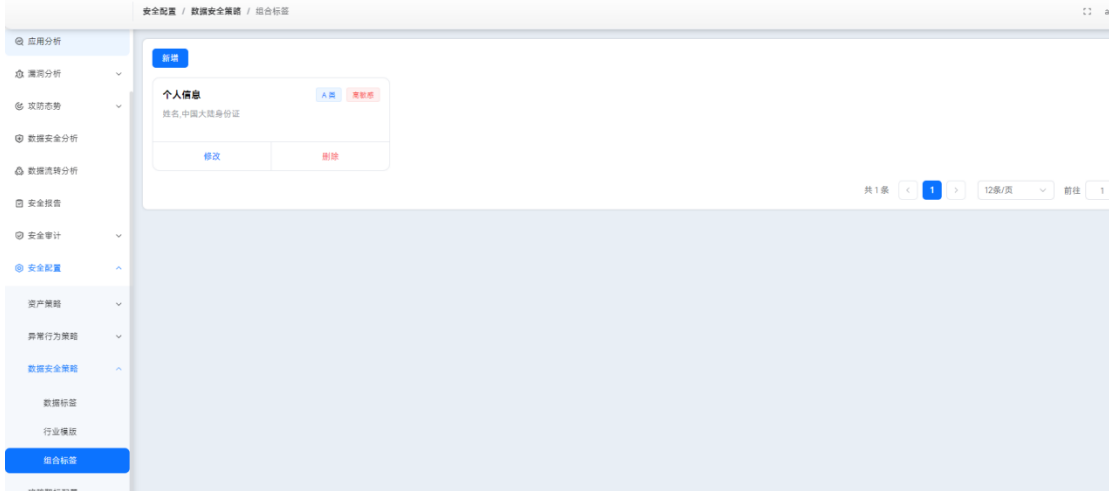 安全配置 / 数据安全策略 / 组合标签
应用分析
漏洞分析
攻防态势
数据安全分析
数据流转分析
安全报告
安全审计
安全配置
资产策略
异常行为策略
数据安全策略
数据标签
行业模版
组合标签
新增
个人信息 A 类 高敏感
姓名,中国大陆身份证
修改 删除
共 1 条 1 12条/页 前往 1